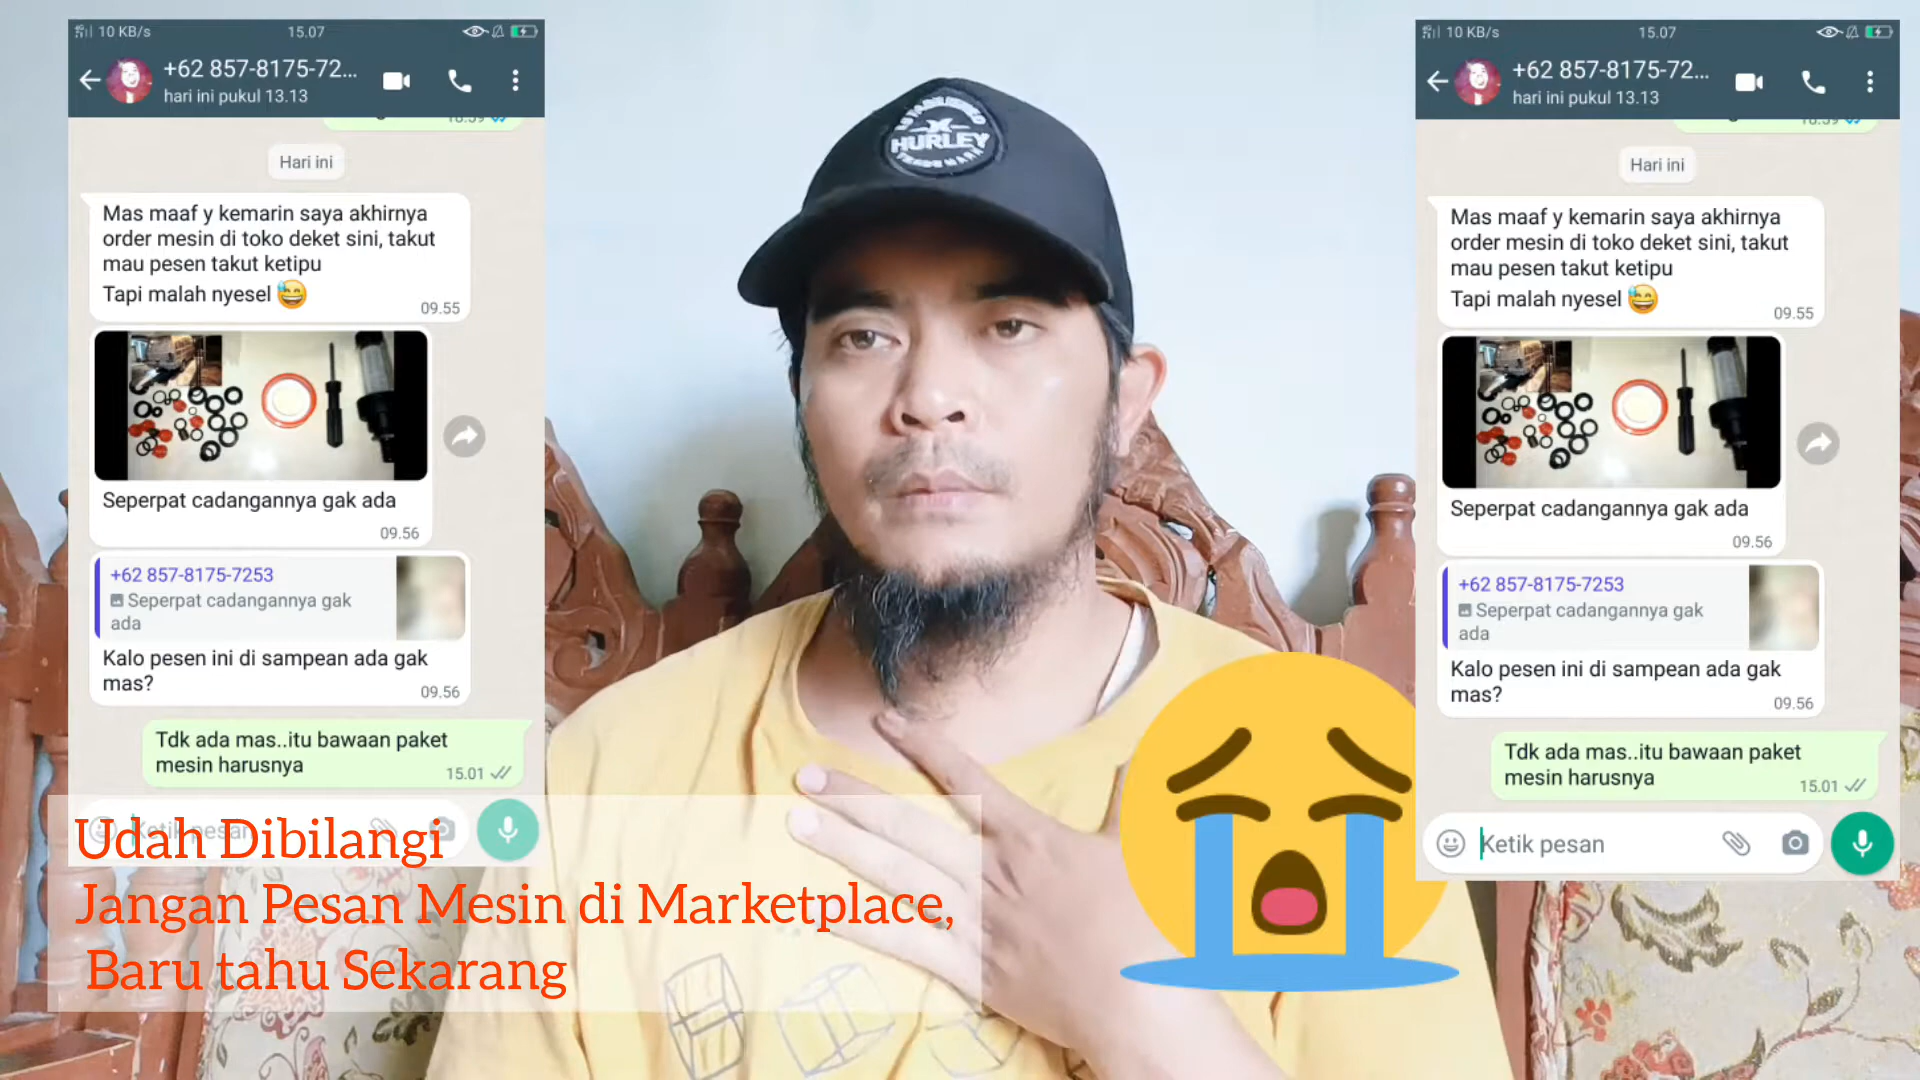 10 KB/s 15.07
+62 857-8175-72...
hari ini pukul 13.13
18.59
Hari ini
Mas maaf y kemarin saya akhirnya
order mesin di toko deket sini, takut
mau pesen takut ketipu
Tapi malah nyesel 😅
09.55
Seperpat cadangannya gak ada
09.56
+62 857-8175-7253
Seperpat cadangannya gak
ada
Kalo pesen ini di sampean ada gak
mas?
09.56
Tdk ada mas..itu bawaan paket
mesin harusnya
15.01
Ketik pesan
Udah Dibilangi
Jangan Pesan Mesin di Marketplace,
Baru tahu Sekarang
HURLEY
TRADE MARK
10 KB/s 15.07
+62 857-8175-72...
hari ini pukul 13.13
18.59
Hari ini
Mas maaf y kemarin saya akhirnya
order mesin di toko deket sini, takut
mau pesen takut ketipu
Tapi malah nyesel 😅
09.55
Seperpat cadangannya gak ada
09.56
+62 857-8175-7253
Seperpat cadangannya gak
ada
Kalo pesen ini di sampean ada gak
mas?
09.56
Tdk ada mas..itu bawaan paket
mesin harusnya
15.01
Ketik pesan